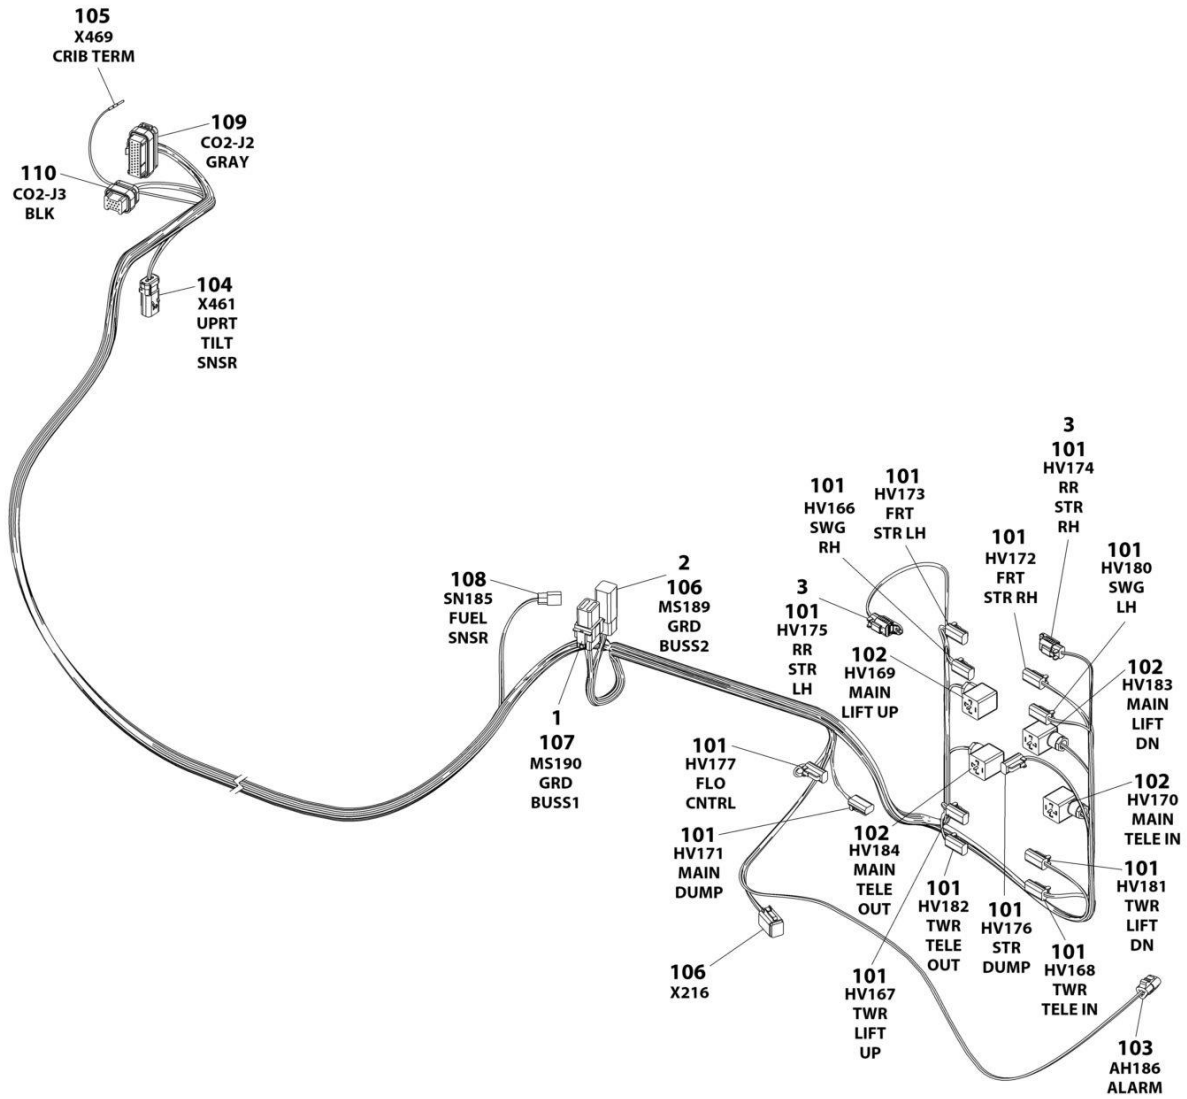 105
X469
CRIB TERM
109
CO2-J2
GRAY
110
CO2-J3
BLK
104
X461
UPRT
TILT
SNSR
3
101
HV174
RR
STR
RH
101
HV173
FRT
STR LH
101
HV166
SWG
RH
101
HV172
FRT
STR RH
101
HV180
SWG
LH
2
106
MS189
GRD
BUSS2
108
SN185
FUEL
SNSR
3
101
HV175
RR
STR
LH
102
HV169
MAIN
LIFT UP
102
HV183
MAIN
LIFT
DN
1
107
MS190
GRD
BUSS1
101
HV177
FLO
CNTRL
102
HV170
MAIN
TELE IN
101
HV171
MAIN
DUMP
102
HV184
MAIN
TELE
OUT
101
HV182
TWR
TELE
OUT
101
HV176
STR
DUMP
101
HV181
TWR
LIFT
DN
101
HV168
TWR
TELE IN
106
X216
101
HV167
TWR
LIFT
UP
103
AH186
ALARM